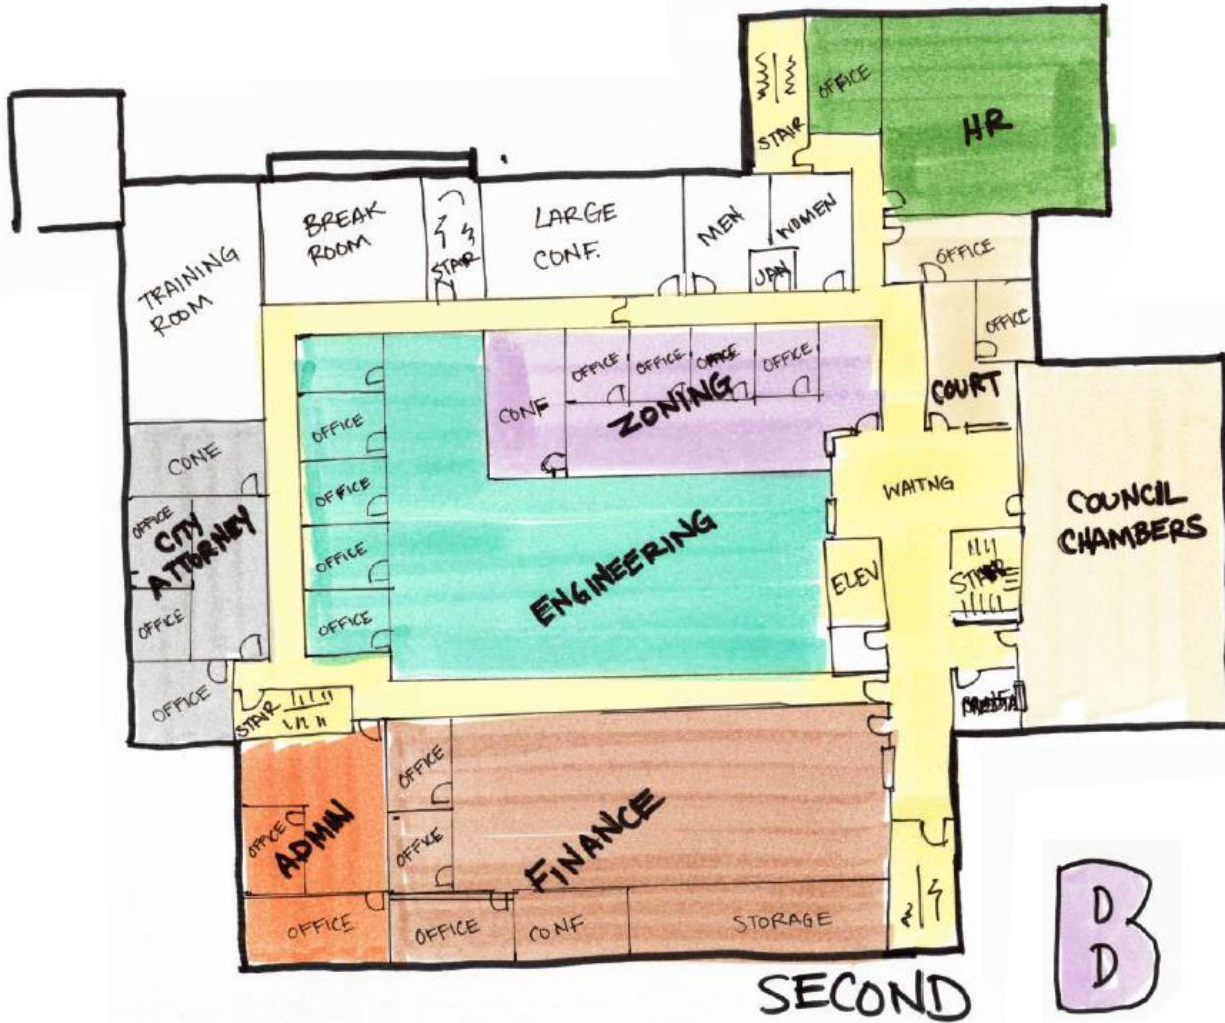 STAIR
OFFICE
HR
BREAK
ROOM
STAIR
LARGE
CONF.
MEN
WOMEN
JAN
OFFICE
TRAINING
ROOM
OFFICE
OFFICE
OFFICE
OFFICE
OFFICE
CONF
ZONING
COURT
OFFICE
CONF
WAITNG
OFFICE
OFFICE
CITY
ATTORNEY
COUNCIL
CHAMBERS
ENGINEERING
OFFICE
ELEV
STAIR
OFFICE
OFFICE
OFFICE
STAIR
OFFICE
OFFICE
ADMIN
OFFICE
FINANCE
OFFICE
OFFICE
CONF
STORAGE
SECOND
B
D
D